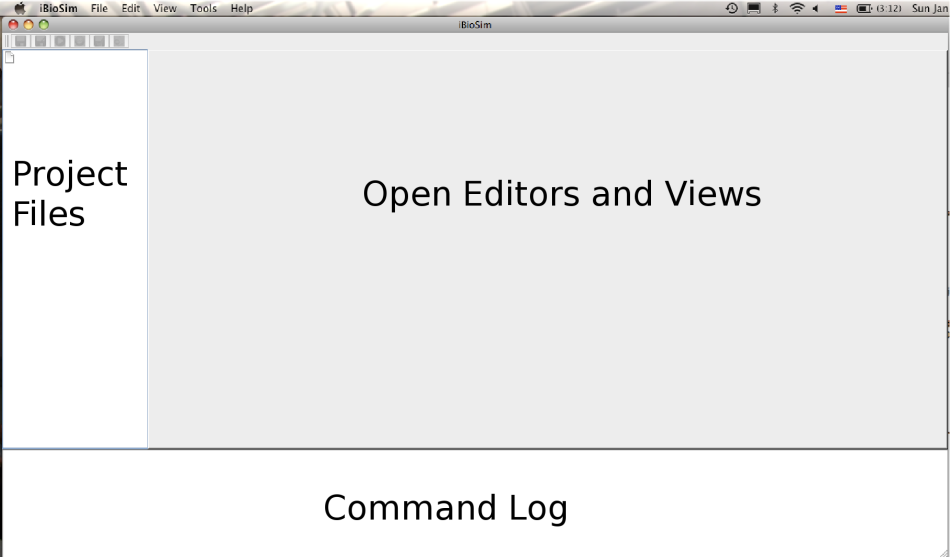 iBioSim File Edit View Tools Help (3:12) Sun Jan
iBioSim
Project
Files
Open Editors and Views
Command Log